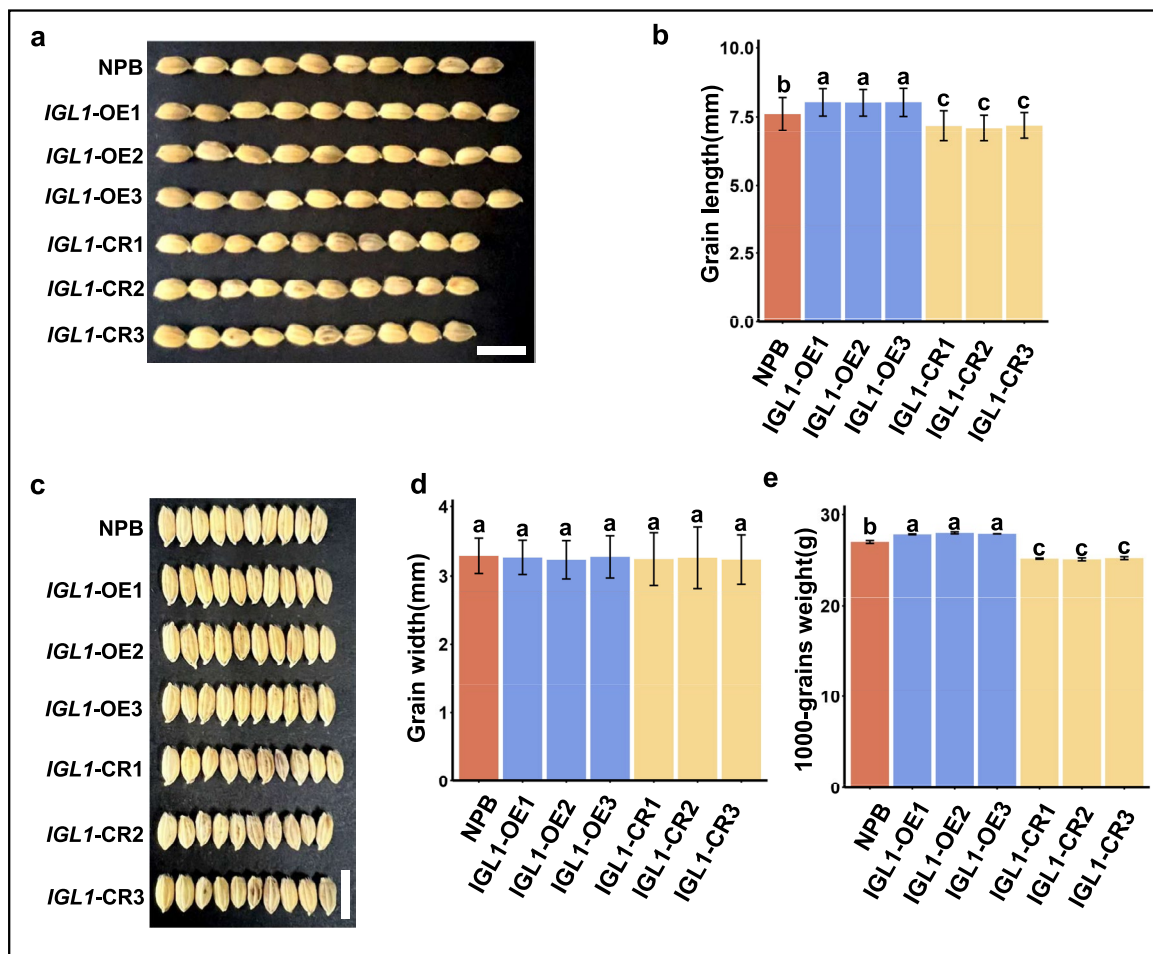 a
NPB
IGL1-OE1
IGL1-OE2
IGL1-OE3
IGL1-CR1
IGL1-CR2
IGL1-CR3
b
Grain length(mm)
10.0
7.5
5.0
2.5
0.0
b a a a c c c
NPB
IGL1-OE1
IGL1-OE2
IGL1-OE3
IGL1-CR1
IGL1-CR2
IGL1-CR3
c
NPB
IGL1-OE1
IGL1-OE2
IGL1-OE3
IGL1-CR1
IGL1-CR2
IGL1-CR3
d
Grain width(mm)
4
3
2
1
0
a a a a a a a
NPB
IGL1-OE1
IGL1-OE2
IGL1-OE3
IGL1-CR1
IGL1-CR2
IGL1-CR3
e
1000-grains weight(g)
30
20
10
0
b a a a c c c
NPB
IGL1-OE1
IGL1-OE2
IGL1-OE3
IGL1-CR1
IGL1-CR2
IGL1-CR3